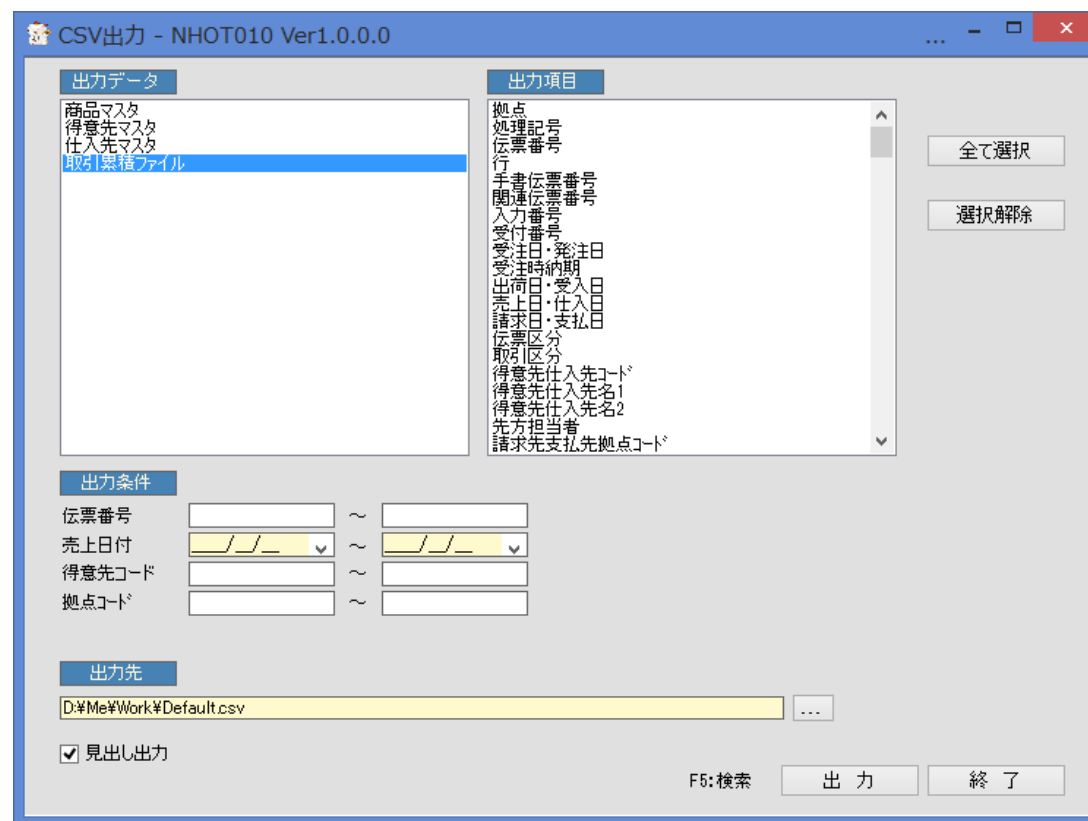 CSV出力 - NHOT010 Ver1.0.0.0
...
出力データ
商品マスタ
得意先マスタ
仕入先マスタ
取引累積ファイル
出力項目
拠点
処理記号
伝票番号
行
手書伝票番号
関連伝票番号
入力番号
受付番号
受注日・発注日
受注時納期
出荷日・受入日
売上日・仕入日
請求日・支払日
伝票区分
取引区分
得意先仕入先ｺｰﾄﾞ
得意先仕入先名1
得意先仕入先名2
先方担当者
請求先支払先拠点ｺｰﾄﾞ
全て選択
選択解除
出力条件
伝票番号 ～
売上日付 ____/__/__ ～ ____/__/__
得意先コード ～
拠点ｺｰﾄﾞ ～
出力先
D:¥Me¥Work¥Default.csv ...
見出し出力
F5:検索 出 力 終 了